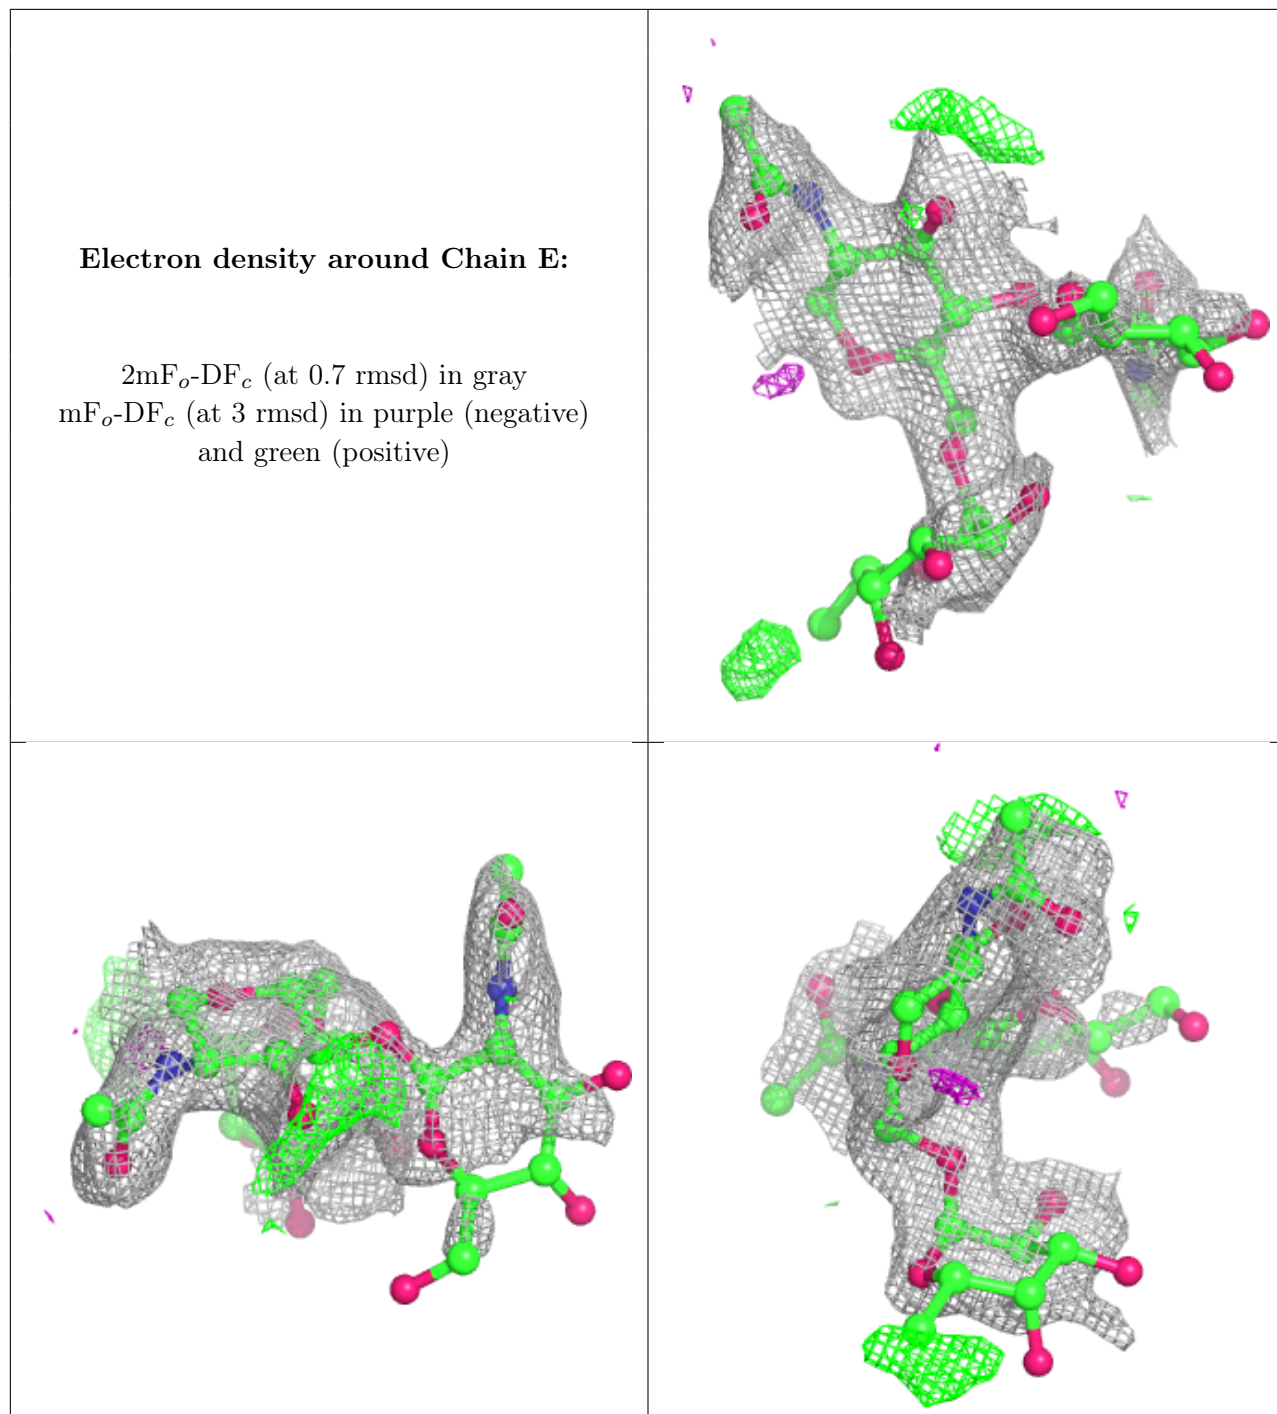 Electron density around Chain E:
2mFo-DFc (at 0.7 rmsd) in gray
mFo-DFc (at 3 rmsd) in purple (negative)
and green (positive)